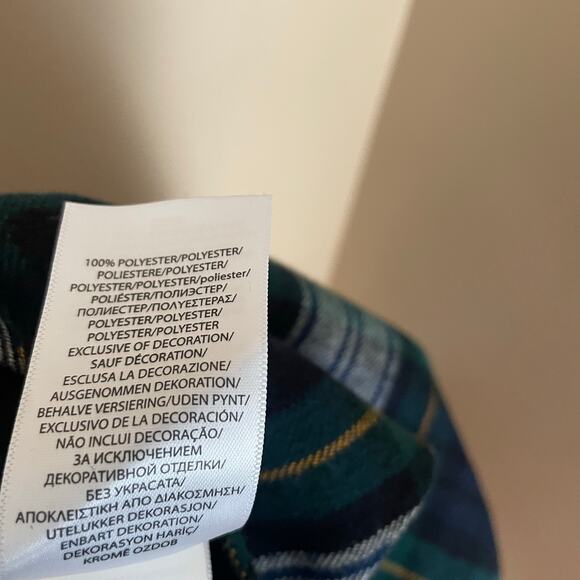 100% POLYESTER/POLYESTER/
POLIESTERE/POLYESTER/
POLYESTER/POLYESTER/poliester/
POLIÉSTER/ПОЛИЭСТЕР/
ПОЛИЕСТЕР/ΠΟΛΥΕΣΤΕΡΑΣ/
POLYESTER/POLYESTER/
POLYESTER/POLYESTER
EXCLUSIVE OF DECORATION/
SAUF DÉCORATION/
ESCLUSA LA DECORAZIONE/
AUSGENOMMEN DEKORATION/
BEHALVE VERSIERING/UDEN PYNT/
EXCLUSIVO DE LA DECORACIÓN/
NÃO INCLUI DECORAÇÃO/
ЗА ИСКЛЮЧЕНИЕМ
ДЕКОРАТИВНОЙ ОТДЕЛКИ/
БЕЗ УКРАСАТА/
ΑΠΟΚΛΕΙΣΤΙΚΗ ΑΠΟ ΔΙΑΚΟΣΜΗΣΗ/
UTELUKKER DEKORASJON/
ENBART DEKORATION/
DEKORASYON HARİÇ/
KROMĚ OZDOB